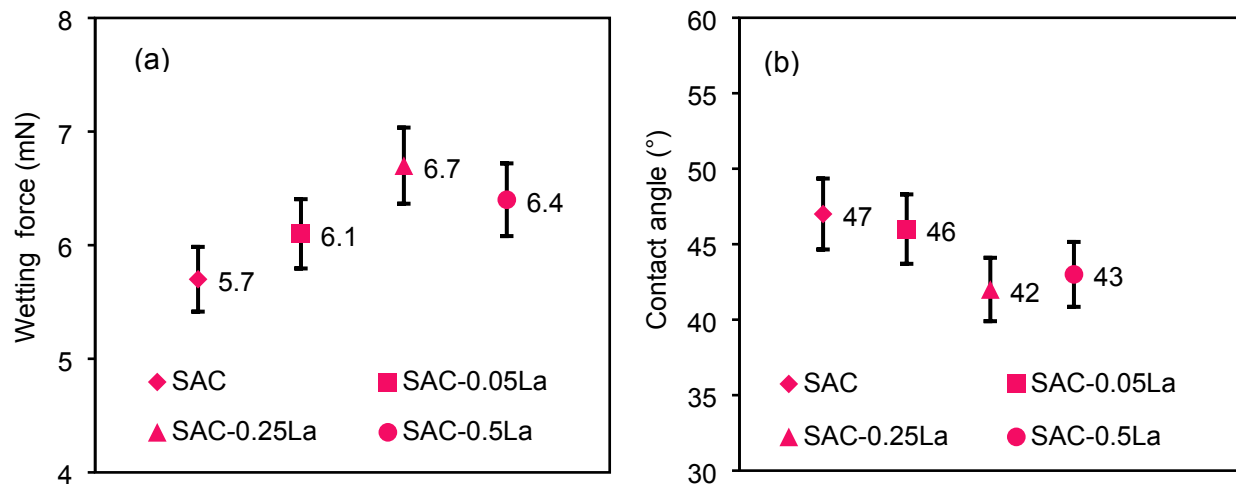 (a)
Wetting force (mN)
8
7
6
5
4
5.7
6.1
6.7
6.4
SAC
SAC-0.05La
SAC-0.25La
SAC-0.5La
(b)
Contact angle (°)
60
55
50
45
40
35
30
47
46
42
43
SAC
SAC-0.05La
SAC-0.25La
SAC-0.5La